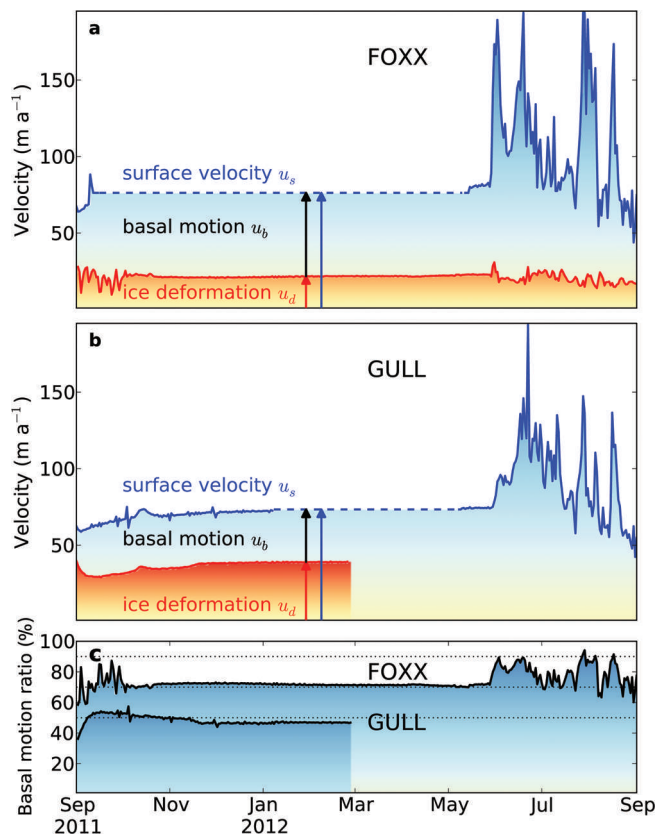 a
FOXX
150
100
50
Velocity (m a⁻¹)
surface velocity uₛ
basal motion u_b
ice deformation u_d
b
GULL
150
100
50
Velocity (m a⁻¹)
surface velocity uₛ
basal motion u_b
ice deformation u_d
c
100
80
60
40
20
Basal motion ratio (%)
FOXX
GULL
Sep Nov Jan Mar May Jul Sep
2011 2012